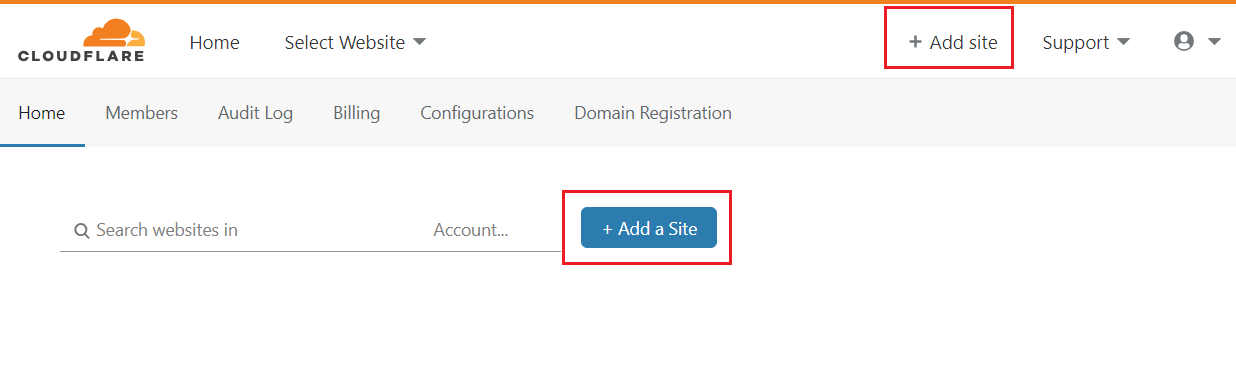 CLOUDFLARE Home Select Website + Add site Support
Home Members Audit Log Billing Configurations Domain Registration
Search websites in Account... + Add a Site